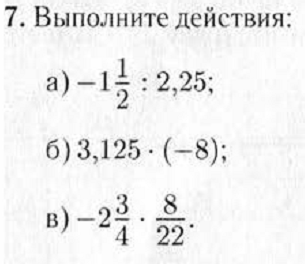 7. Выполните действия:
а) −1 1/2 : 2,25;
б) 3,125 · (−8);
в) −2 3/4 · 8/22.